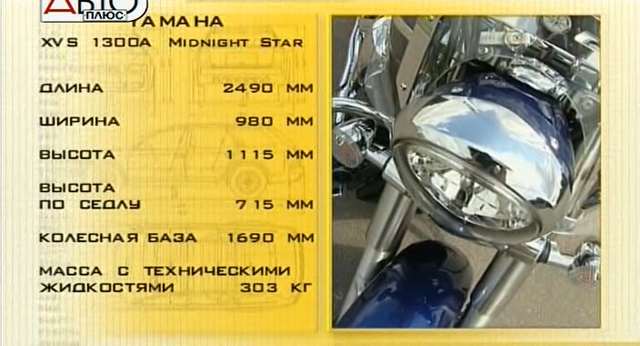 АВТО
ПЛЮС
ЯМАНА
XVS 1300A MIDNIGHT STAR
ДЛИНА 2490 ММ
ШИРИНА 980 ММ
ВЫСОТА 1115 ММ
ВЫСОТА
ПО СЕДЛУ 715 ММ
КОЛЕСНАЯ БАЗА 1690 ММ
МАССА С ТЕХНИЧЕСКИМИ
ЖИДКОСТЯМИ 303 КГ